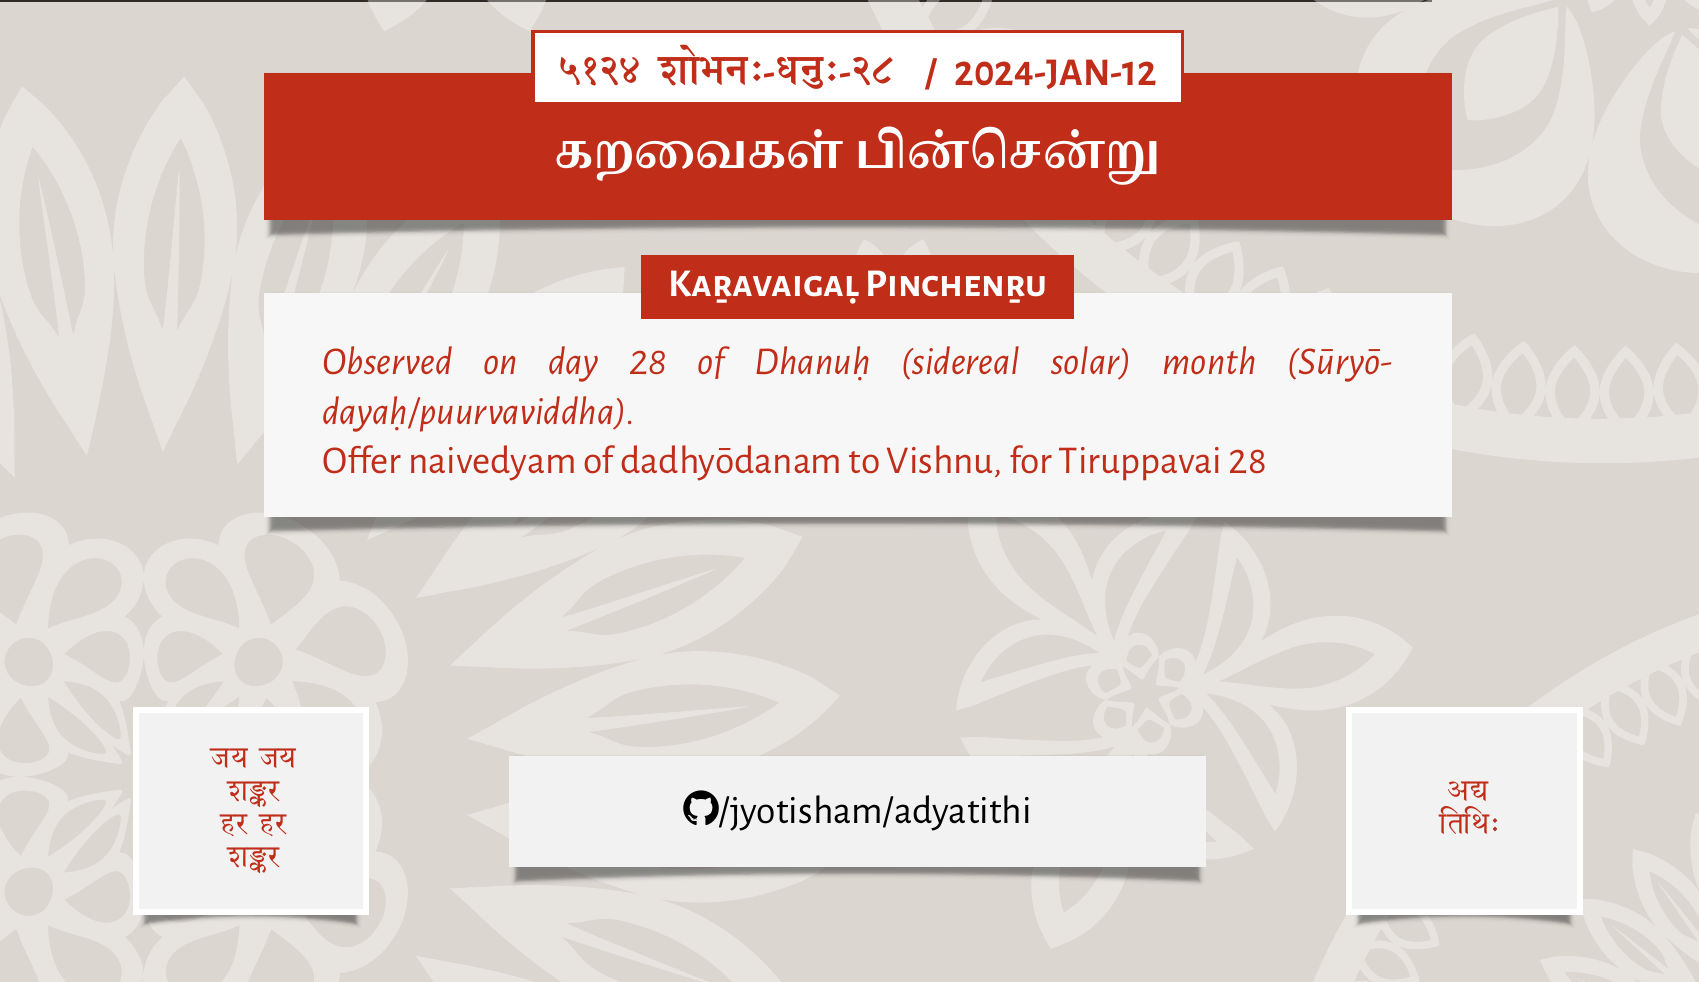 ५१२४ शोभनः-धनुः-२८ / 2024-JAN-12
கறவைகள் பின்சென்று
Kaṟavaigaḷ Pinchenṟu
Observed on day 28 of Dhanuḥ (sidereal solar) month (Sūryō-
dayaḥ/puurvaviddha).
Offer naivedyam of dadhyōdanam to Vishnu, for Tiruppavai 28
जय जय
शङ्कर
हर हर
शङ्कर
/jyotisham/adyatithi
अद्य
तिथिः